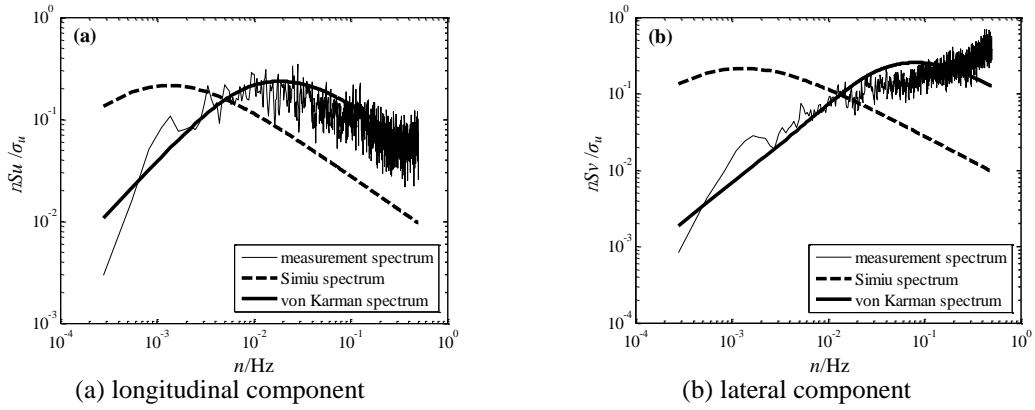 (a)
10^0
10^-1
10^-2
10^-3
nSu /σu
measurement spectrum
Simiu spectrum
von Karman spectrum
10^-4 10^-3 10^-2 10^-1 10^0
n/Hz
(a) longitudinal component
(b)
10^0
10^-1
10^-2
10^-3
10^-4
nSv /σu
measurement spectrum
Simiu spectrum
von Karman spectrum
10^-4 10^-3 10^-2 10^-1 10^0
n/Hz
(b) lateral component